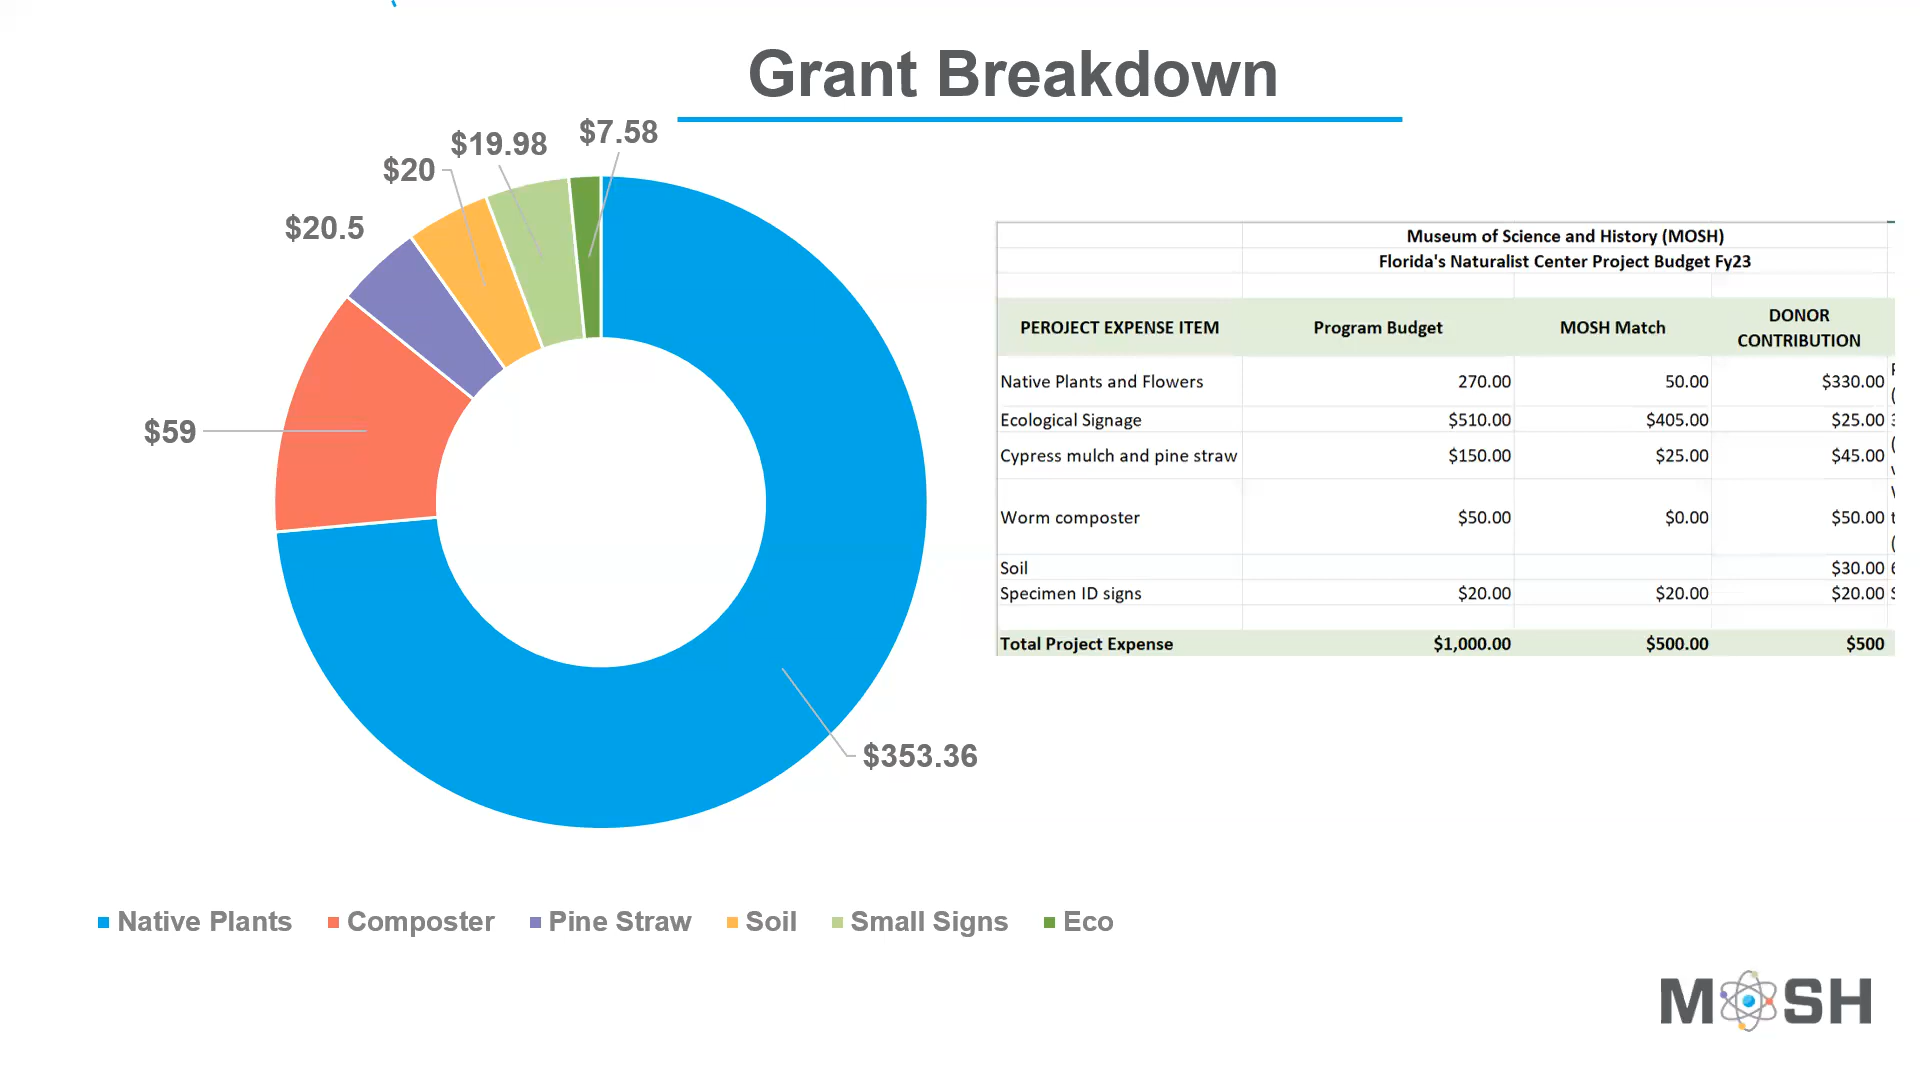 Grant Breakdown
$7.58
$19.98
$20
$20.5
$59
$353.36
Native Plants Composter Pine Straw Soil Small Signs Eco
Museum of Science and History (MOSH)
Florida's Naturalist Center Project Budget Fy23
PEROJECT EXPENSE ITEM Program Budget MOSH Match DONOR CONTRIBUTION
Native Plants and Flowers 270.00 50.00 $330.00
Ecological Signage $510.00 $405.00 $25.00
Cypress mulch and pine straw $150.00 $25.00 $45.00
Worm composter $50.00 $0.00 $50.00
Soil $30.00
Specimen ID signs $20.00 $20.00 $20.00
Total Project Expense $1,000.00 $500.00 $500
MOSH